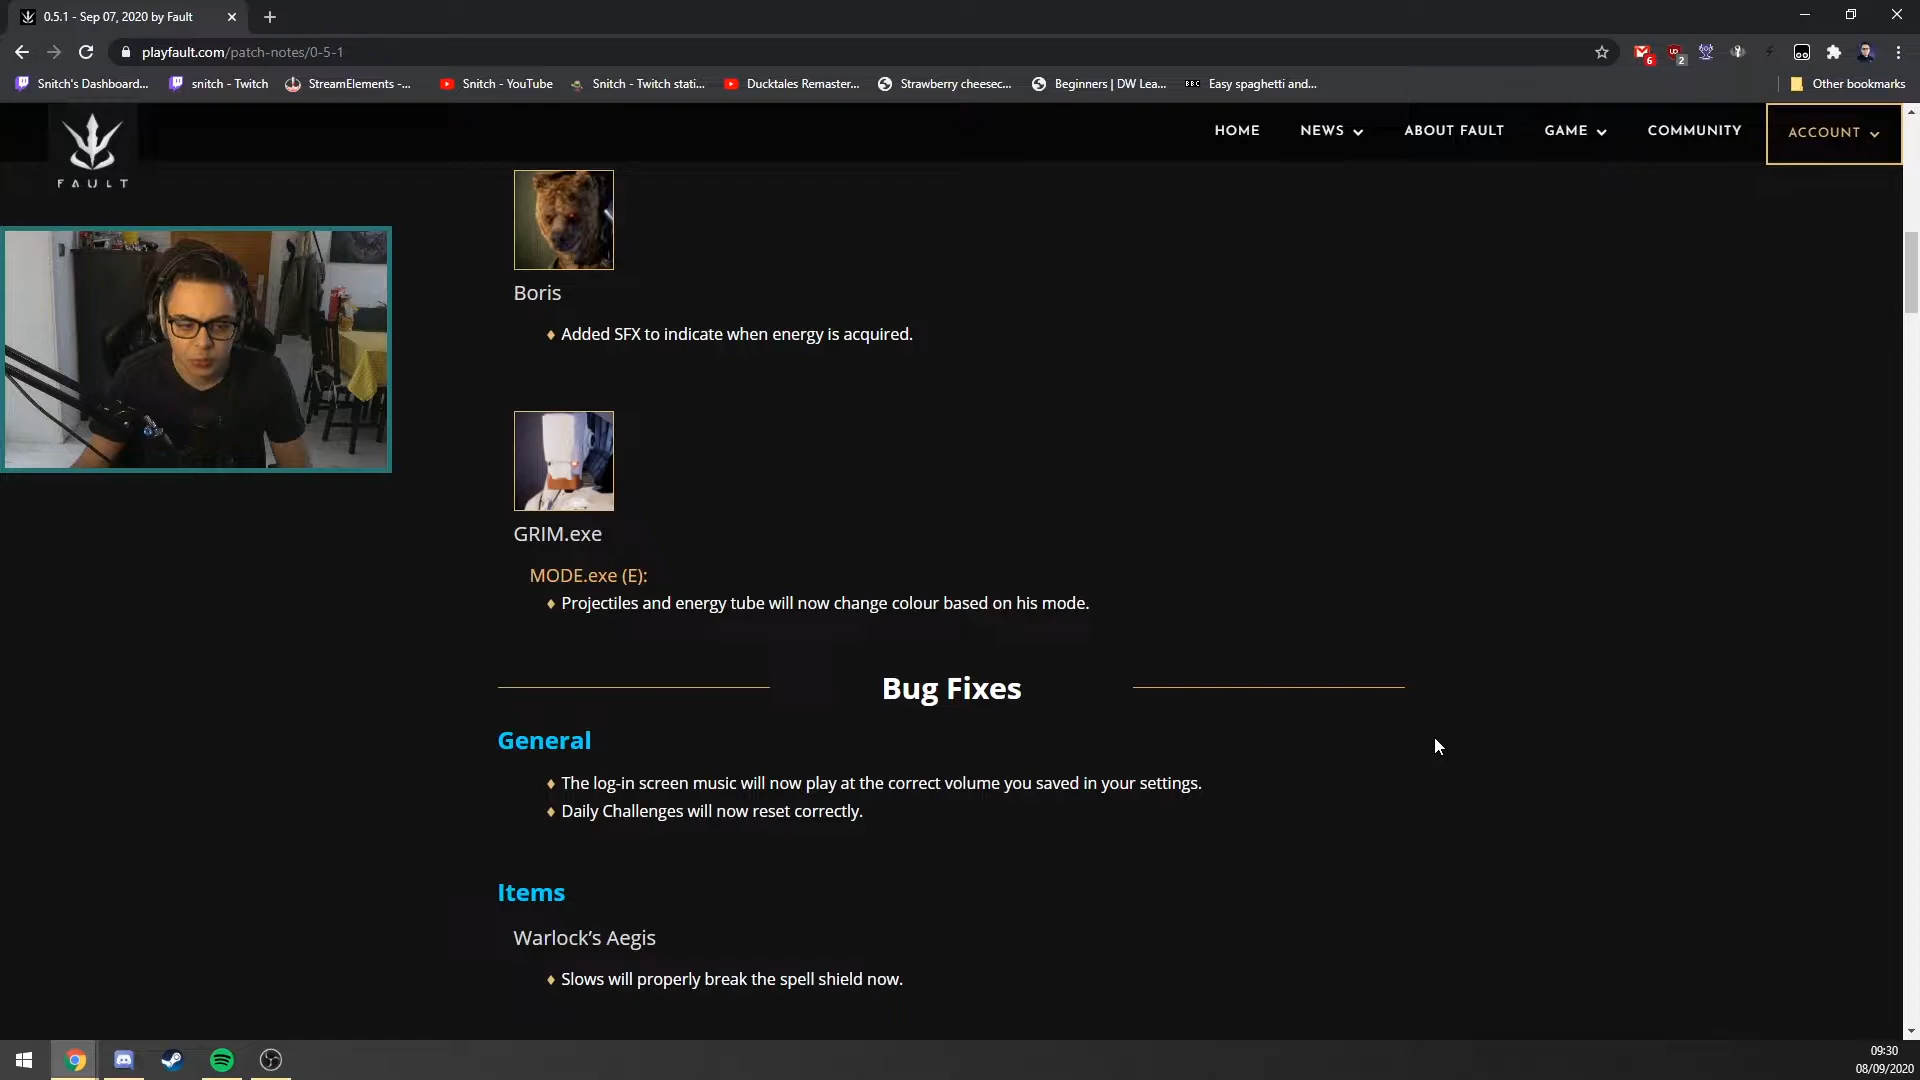 0.5.1 - Sep 07, 2020 by Fault
playfault.com/patch-notes/0-5-1
6
2
Snitch's Dashboard...
snitch - Twitch
StreamElements -...
Snitch - YouTube
Snitch - Twitch stati...
Ducktales Remaster...
Strawberry cheesec...
Beginners | DW Lea...
BBC Easy spaghetti and...
Other bookmarks
FAULT
HOME
NEWS
ABOUT FAULT
GAME
COMMUNITY
ACCOUNT
Boris
Added SFX to indicate when energy is acquired.
GRIM.exe
MODE.exe (E):
Projectiles and energy tube will now change colour based on his mode.
Bug Fixes
General
The log-in screen music will now play at the correct volume you saved in your settings.
Daily Challenges will now reset correctly.
Items
Warlock’s Aegis
Slows will properly break the spell shield now.
09:30
08/09/2020